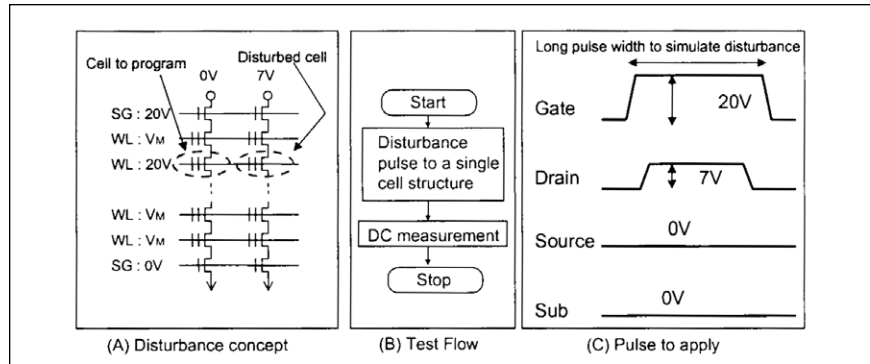 Cell to program
Disturbed cell
0V
7V
SG : 20V
WL : VM
WL : 20V
WL : VM
WL : VM
SG : 0V
(A) Disturbance concept
Start
Disturbance
pulse to a single
cell structure
DC measurement
Stop
(B) Test Flow
Long pulse width to simulate disturbance
Gate
20V
Drain
7V
Source
0V
Sub
0V
(C) Pulse to apply